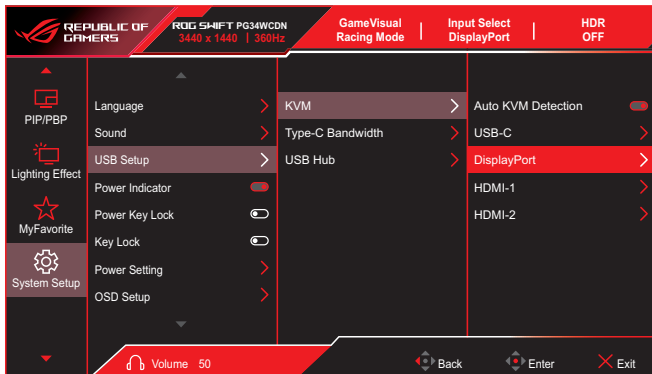 REPUBLIC OF
GAMERS
ROG SHIFT PG34WCDN
3440 x 1440 | 360Hz
GameVisual
Racing Mode
Input Select
DisplayPort
HDR
OFF
PIP/PBP
Lighting Effect
MyFavorite
System Setup
Language
Sound
USB Setup
Power Indicator
Power Key Lock
Key Lock
Power Setting
OSD Setup
KVM
Type-C Bandwidth
USB Hub
Auto KVM Detection
USB-C
DisplayPort
HDMI-1
HDMI-2
Volume 50
Back
Enter
Exit